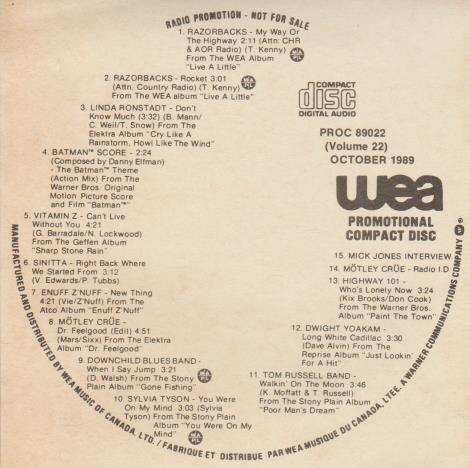 RADIO PROMOTION - NOT FOR SALE
1. RAZORBACKS - My Way Or
The Highway 2:11 (Attn: CHR
& AOR Radio) (T. Kenny)
From The WEA Album
"Live A Little"
2. RAZORBACKS - Rocket 3:01
(Attn. Country Radio) (T. Kenny)
From The WEA album "Live A Little"
3. LINDA RONSTADT - Don't
Know Much (3:32) (B. Mann/
C. Weil/T. Snow) From The
Elektra Album "Cry Like A
Rainstorm, Howl Like The Wind"
4. BATMAN™ SCORE - 2:24
(Composed by Danny Elfman)
- The Batman™ Theme
(Action Mix) From The
Warner Bros. Original
Motion Picture Score
and Film "Batman™"
5. VITAMIN Z - Can't Live
Without You 4:21
(G. Barradale/N. Lockwood)
From The Geffen Album
"Sharp Stone Rain"
6. SINITTA - Right Back Where
We Started From 3:12
(V. Edwards/P. Tubbs)
7. ENUFF Z'NUFF - New Thing
4:21 (Vie/Z'Nuff) From The
Atco Album "Enuff Z'Nuff"
8. MÖTLEY CRÜE -
Dr. Feelgood (Edit) 4:51
(Mars/Sixx) From The Elektra
Album "Dr. Feelgood"
9. DOWNCHILD BLUES BAND -
When I Say Jump 3:21
(D. Walsh) From The Stony
Plain Album "Gone Fishing"
10. SYLVIA TYSON - You Were
On My Mind 3:03 (Sylvia
Tyson) From The Stony Plain
Album "You Were On My
Mind"
COMPACT
disc
DIGITAL AUDIO
PROC 89022
(Volume 22)
OCTOBER 1989
wea
PROMOTIONAL
COMPACT DISC
15. MICK JONES INTERVIEW
14. MÖTLEY CRÜE - Radio I.D.
13. HIGHWAY 101 -
Who's Lonely Now 3:24
(Kix Brooks/Don Cook)
From The Warner Bros.
Album "Paint The Town"
12. DWIGHT YOAKAM -
Long White Cadillac 3:30
(Dave Alvin) From The
Reprise Album "Just Lookin'
For A Hit"
11. TOM RUSSELL BAND -
Walkin' On The Moon 3:46
(K. Moffatt & T. Russell)
From The Stony Plain Album
"Poor Man's Dream"
MANUFACTURED AND DISTRIBUTED BY WEA MUSIC OF CANADA, LTD. / FABRIQUE ET DISTRIBUE PAR WEA MUSIQUE DU CANADA, LTEE. A WARNER COMMUNICATIONS COMPANY